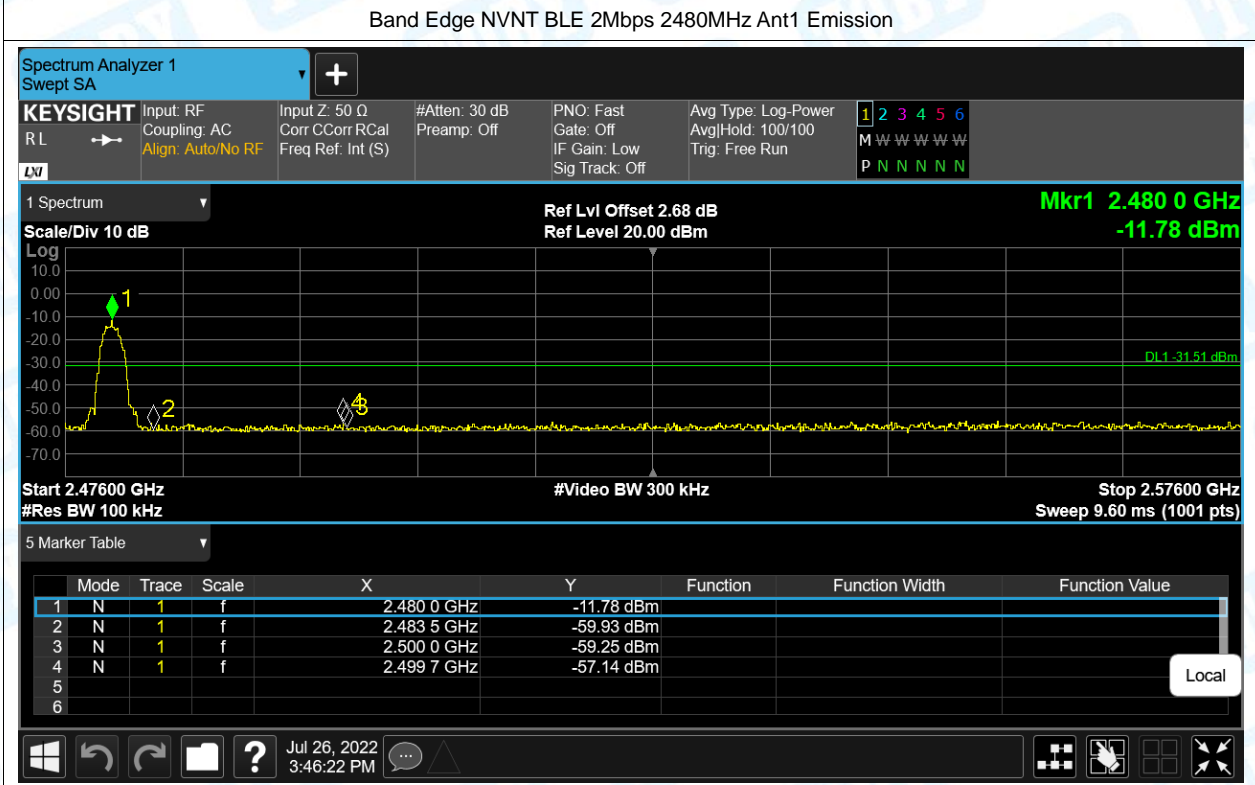 Band Edge NVNT BLE 2Mbps 2480MHz Ant1 Emission
Spectrum Analyzer 1
Swept SA
+
KEYSIGHT
RL
LXI
Input: RF
Coupling: AC
Align: Auto/No RF
Input Z: 50 Ω
Corr CCorr RCal
Freq Ref: Int (S)
#Atten: 30 dB
Preamp: Off
PNO: Fast
Gate: Off
IF Gain: Low
Sig Track: Off
Avg Type: Log-Power
Avg|Hold: 100/100
Trig: Free Run
1 2 3 4 5 6
M W W W W W
P N N N N N
1 Spectrum
Scale/Div 10 dB
Ref Lvl Offset 2.68 dB
Ref Level 20.00 dBm
Mkr1 2.480 0 GHz
-11.78 dBm
Log
10.0
0.00
-10.0
-20.0
-30.0
-40.0
-50.0
-60.0
-70.0
1
2
4
3
DL1 -31.51 dBm
Start 2.47600 GHz
#Video BW 300 kHz
Stop 2.57600 GHz
#Res BW 100 kHz
Sweep 9.60 ms (1001 pts)
5 Marker Table
Mode Trace Scale X Y Function Function Width Function Value
1 N 1 f 2.480 0 GHz -11.78 dBm
2 N 1 f 2.483 5 GHz -59.93 dBm
3 N 1 f 2.500 0 GHz -59.25 dBm
4 N 1 f 2.499 7 GHz -57.14 dBm
5
6
Local
?
Jul 26, 2022
3:46:22 PM